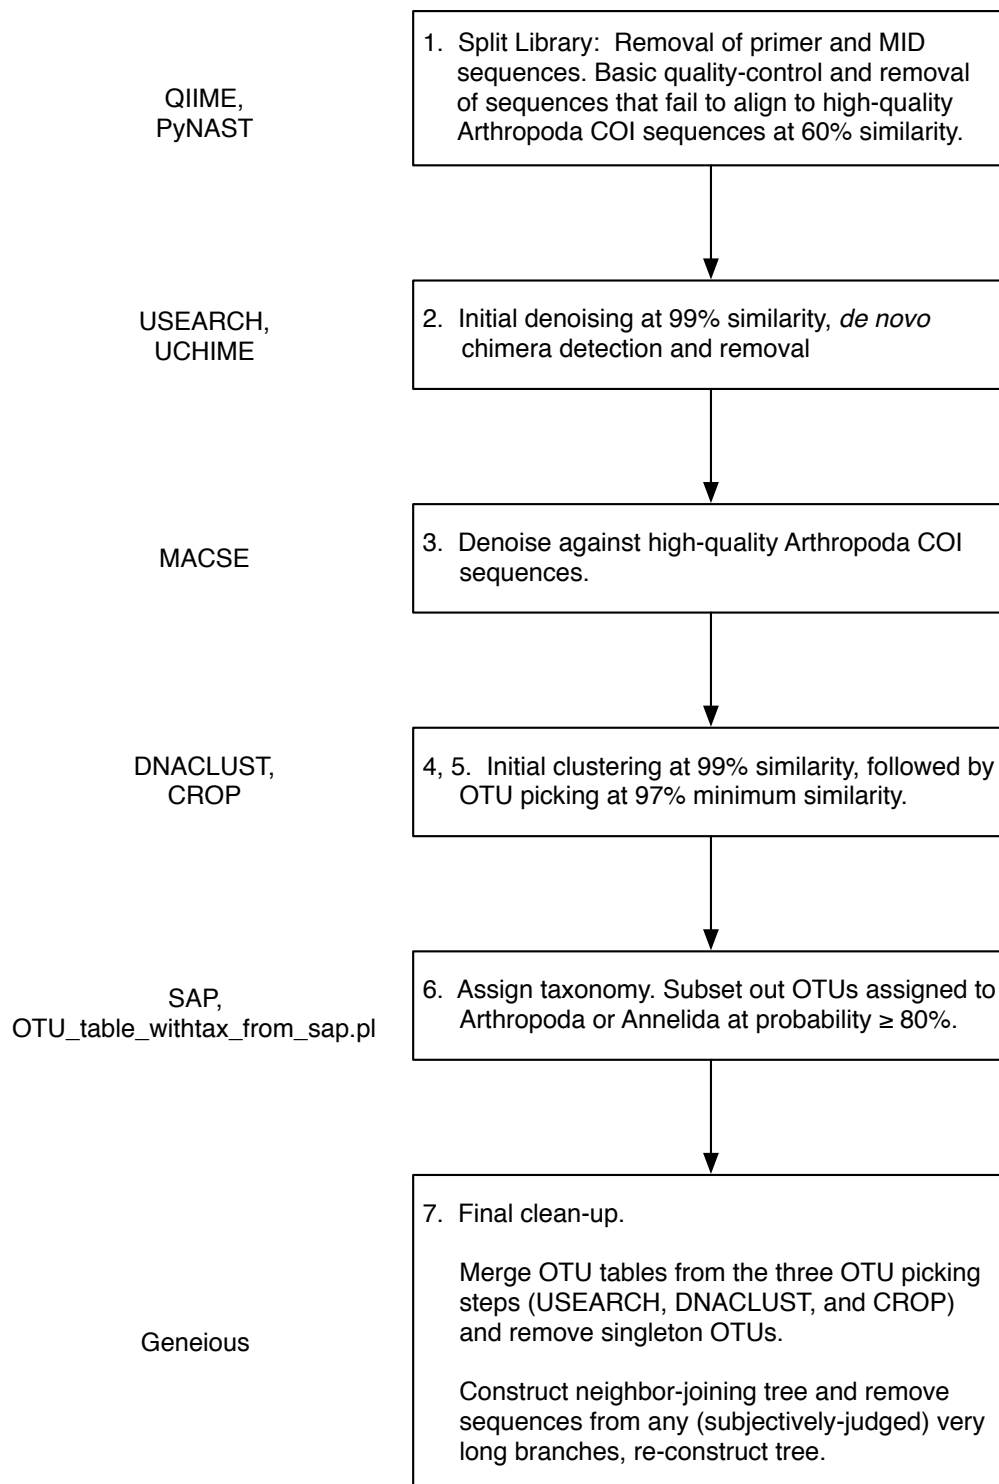 QIIME,
PyNAST
1. Split Library: Removal of primer and MID
sequences. Basic quality-control and removal
of sequences that fail to align to high-quality
Arthropoda COI sequences at 60% similarity.
USEARCH,
UCHIME
2. Initial denoising at 99% similarity, de novo
chimera detection and removal
MACSE
3. Denoise against high-quality Arthropoda COI
sequences.
DNACLUST,
CROP
4, 5. Initial clustering at 99% similarity, followed by
OTU picking at 97% minimum similarity.
SAP,
OTU_table_withtax_from_sap.pl
6. Assign taxonomy. Subset out OTUs assigned to
Arthropoda or Annelida at probability ≥ 80%.
Geneious
7. Final clean-up.
Merge OTU tables from the three OTU picking
steps (USEARCH, DNACLUST, and CROP)
and remove singleton OTUs.
Construct neighbor-joining tree and remove
sequences from any (subjectively-judged) very
long branches, re-construct tree.